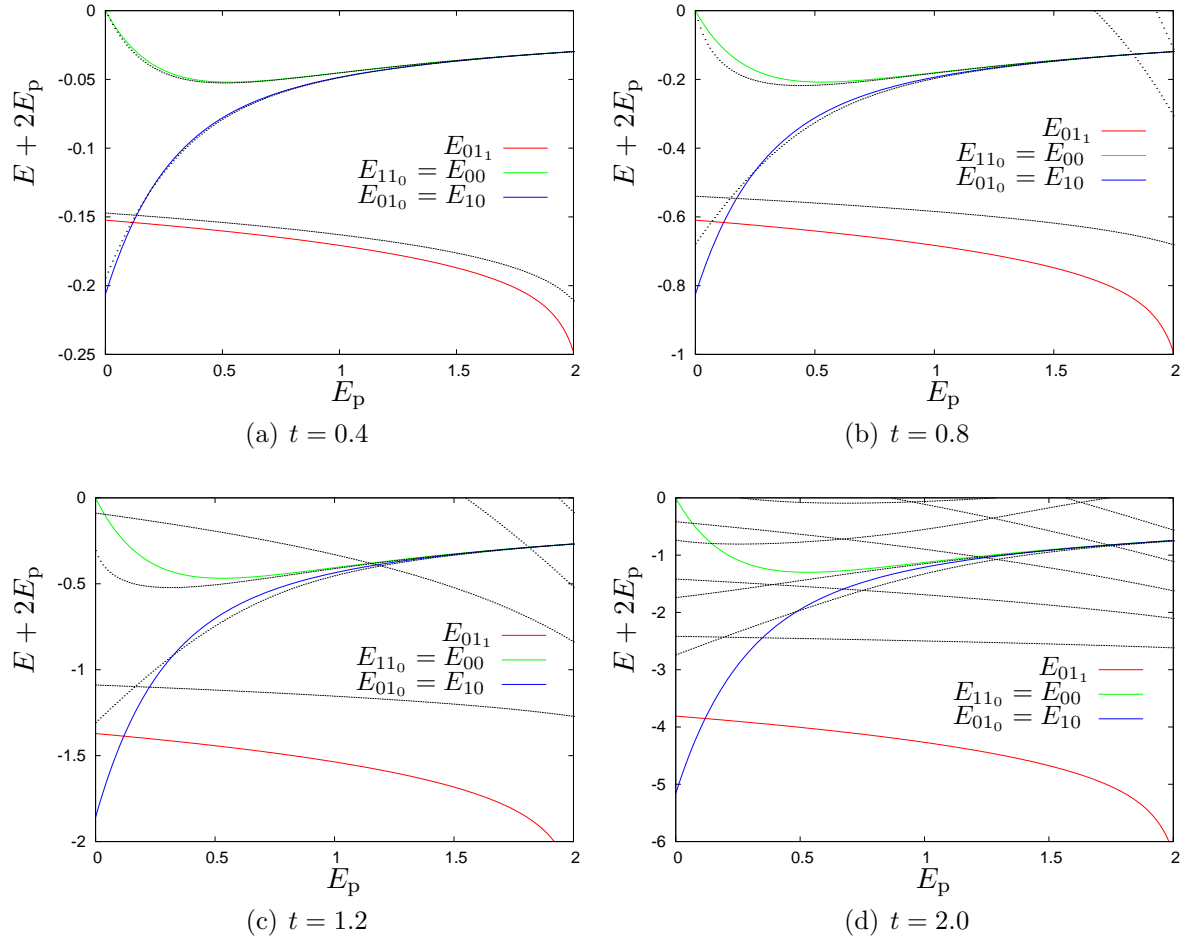 0
-0.05
-0.1
-0.15
-0.2
-0.25
0 0.5 1 1.5 2
E + 2E_p
E_p
E_{01_1}
E_{11_0} = E_{00}
E_{01_0} = E_{10}
(a) t = 0.4
0
-0.2
-0.4
-0.6
-0.8
-1
0 0.5 1 1.5 2
E + 2E_p
E_p
E_{01_1}
E_{11_0} = E_{00}
E_{01_0} = E_{10}
(b) t = 0.8
0
-0.5
-1
-1.5
-2
0 0.5 1 1.5 2
E + 2E_p
E_p
E_{01_1}
E_{11_0} = E_{00}
E_{01_0} = E_{10}
(c) t = 1.2
0
-1
-2
-3
-4
-5
-6
0 0.5 1 1.5 2
E + 2E_p
E_p
E_{01_1}
E_{11_0} = E_{00}
E_{01_0} = E_{10}
(d) t = 2.0